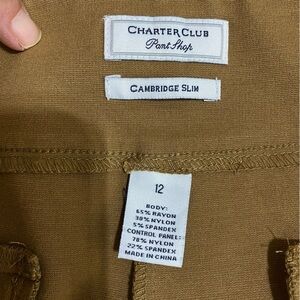 CHARTER CLUB
Pant Shop
CAMBRIDGE SLIM
12
BODY:
65% RAYON
30% NYLON
5% SPANDEX
CONTROL PANEL:
78% NYLON
22% SPANDEX
MADE IN CHINA